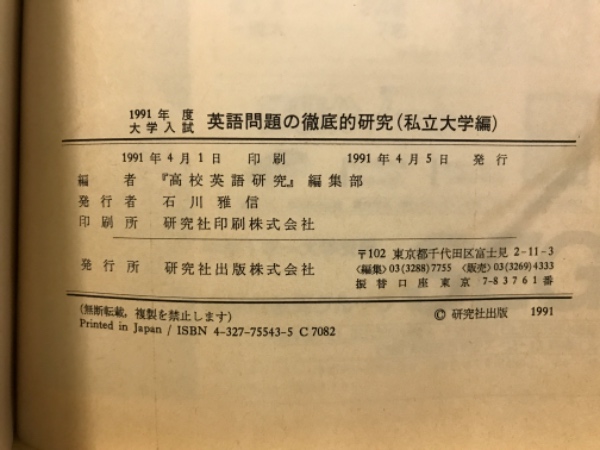 1991年度
大学入試 英語問題の徹底的研究(私立大学編)
1991年4月1日 印刷 1991年4月5日 発行
編者 『高校英語研究』編集部
発行者 石川雅信
印刷所 研究社印刷株式会社
発行所 研究社出版株式会社
〒102 東京都千代田区富士見 2-11-3
〈編集〉03(3288)7755 〈販売〉03(3269)4333
振替口座東京 7-83761番
(無断転載, 複製を禁止します)
Printed in Japan / ISBN 4-327-75543-5 C 7082
© 研究社出版 1991